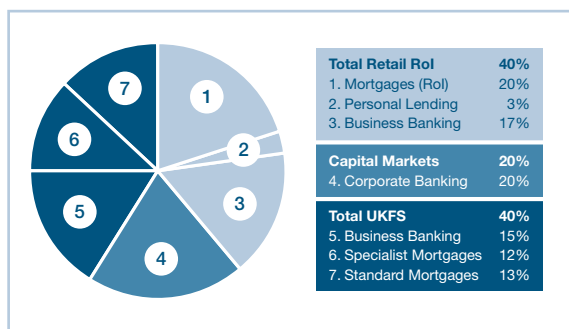 1
2
3
4
5
6
7
Total Retail RoI 40%
1. Mortgages (RoI) 20%
2. Personal Lending 3%
3. Business Banking 17%
Capital Markets 20%
4. Corporate Banking 20%
Total UKFS 40%
5. Business Banking 15%
6. Specialist Mortgages 12%
7. Standard Mortgages 13%